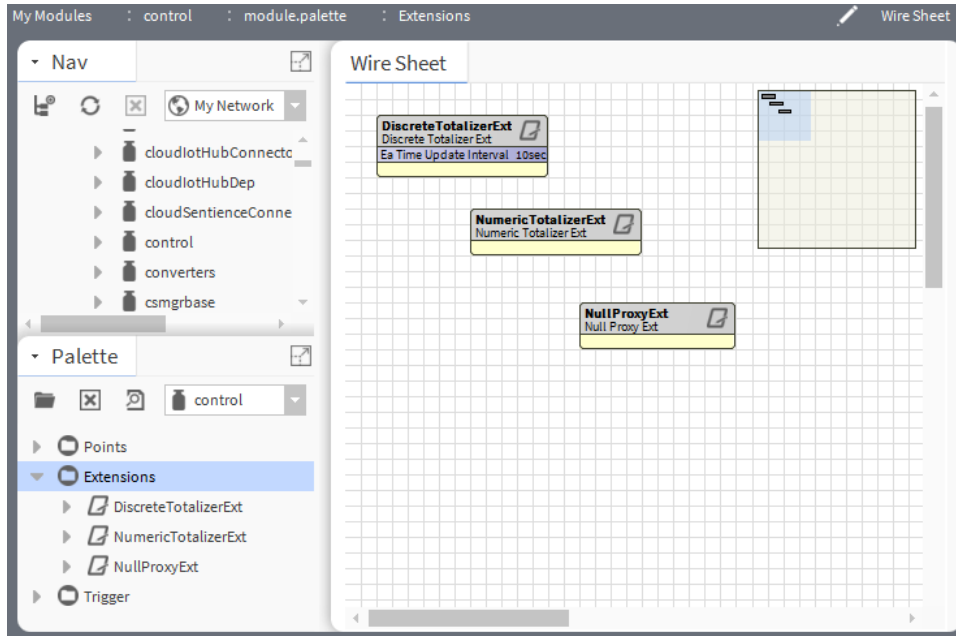 My Modules : control : module.palette : Extensions Wire Sheet
Nav
My Network
cloudIotHubConnectc
cloudIotHubDep
cloudSentienceConne
control
converters
csmgrbase
Palette
control
Points
Extensions
DiscreteTotalizerExt
NumericTotalizerExt
NullProxyExt
Trigger
Wire Sheet
DiscreteTotalizerExt
Discrete Totalizer Ext
Ea Time Update Interval 10sec
NumericTotalizerExt
Numeric Totalizer Ext
NullProxyExt
Null Proxy Ext